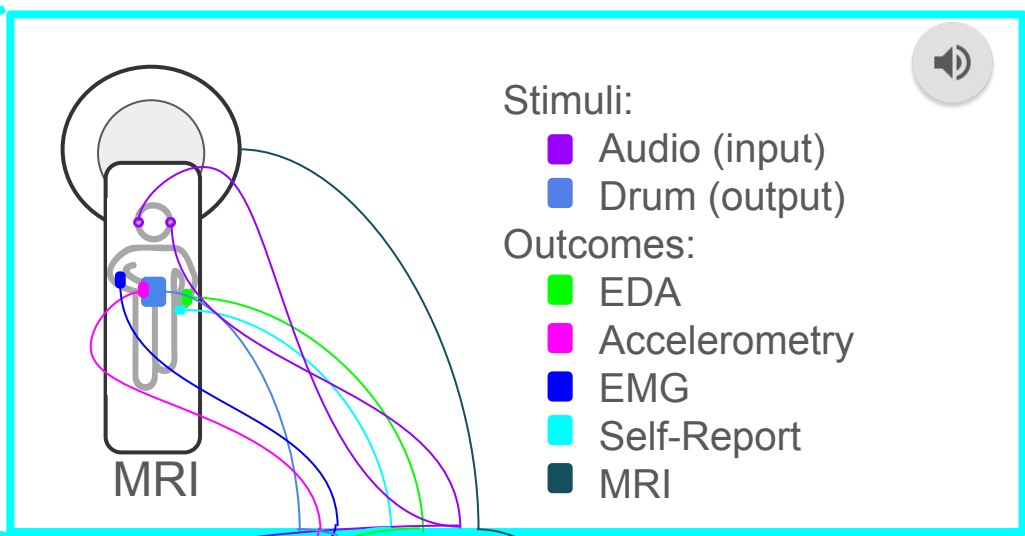 Stimuli:
Audio (input)
Drum (output)
Outcomes:
EDA
Accelerometry
EMG
Self-Report
MRI
MRI